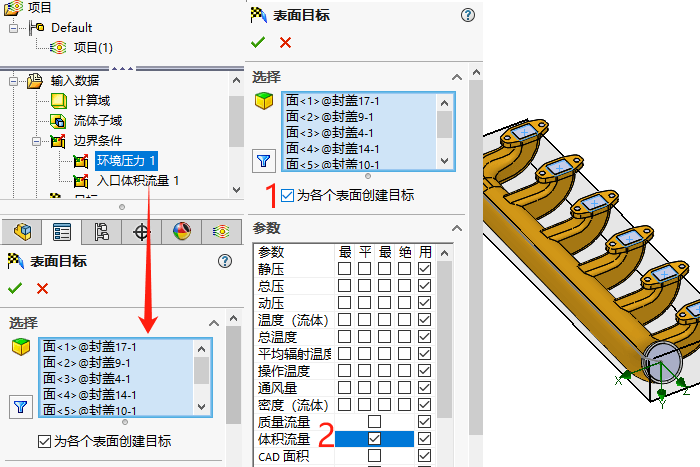 项目
Default
项目(1)
输入数据
计算域
流体子域
边界条件
环境压力 1
入口体积流量 1
表面目标
选择
面<1>@封盖17-1
面<2>@封盖9-1
面<3>@封盖4-1
面<4>@封盖14-1
面<5>@封盖10-1
为各个表面创建目标
表面目标
选择
面<1>@封盖17-1
面<2>@封盖9-1
面<3>@封盖4-1
面<4>@封盖14-1
面<5>@封盖10-1
1
为各个表面创建目标
参数
参数 最 平 最 绝 用
静压
总压
动压
温度（流体）
总温度
平均辐射温度
操作温度
通风量
密度（流体）
质量流量
2
体积流量
CAD 面积
X
Y
Z